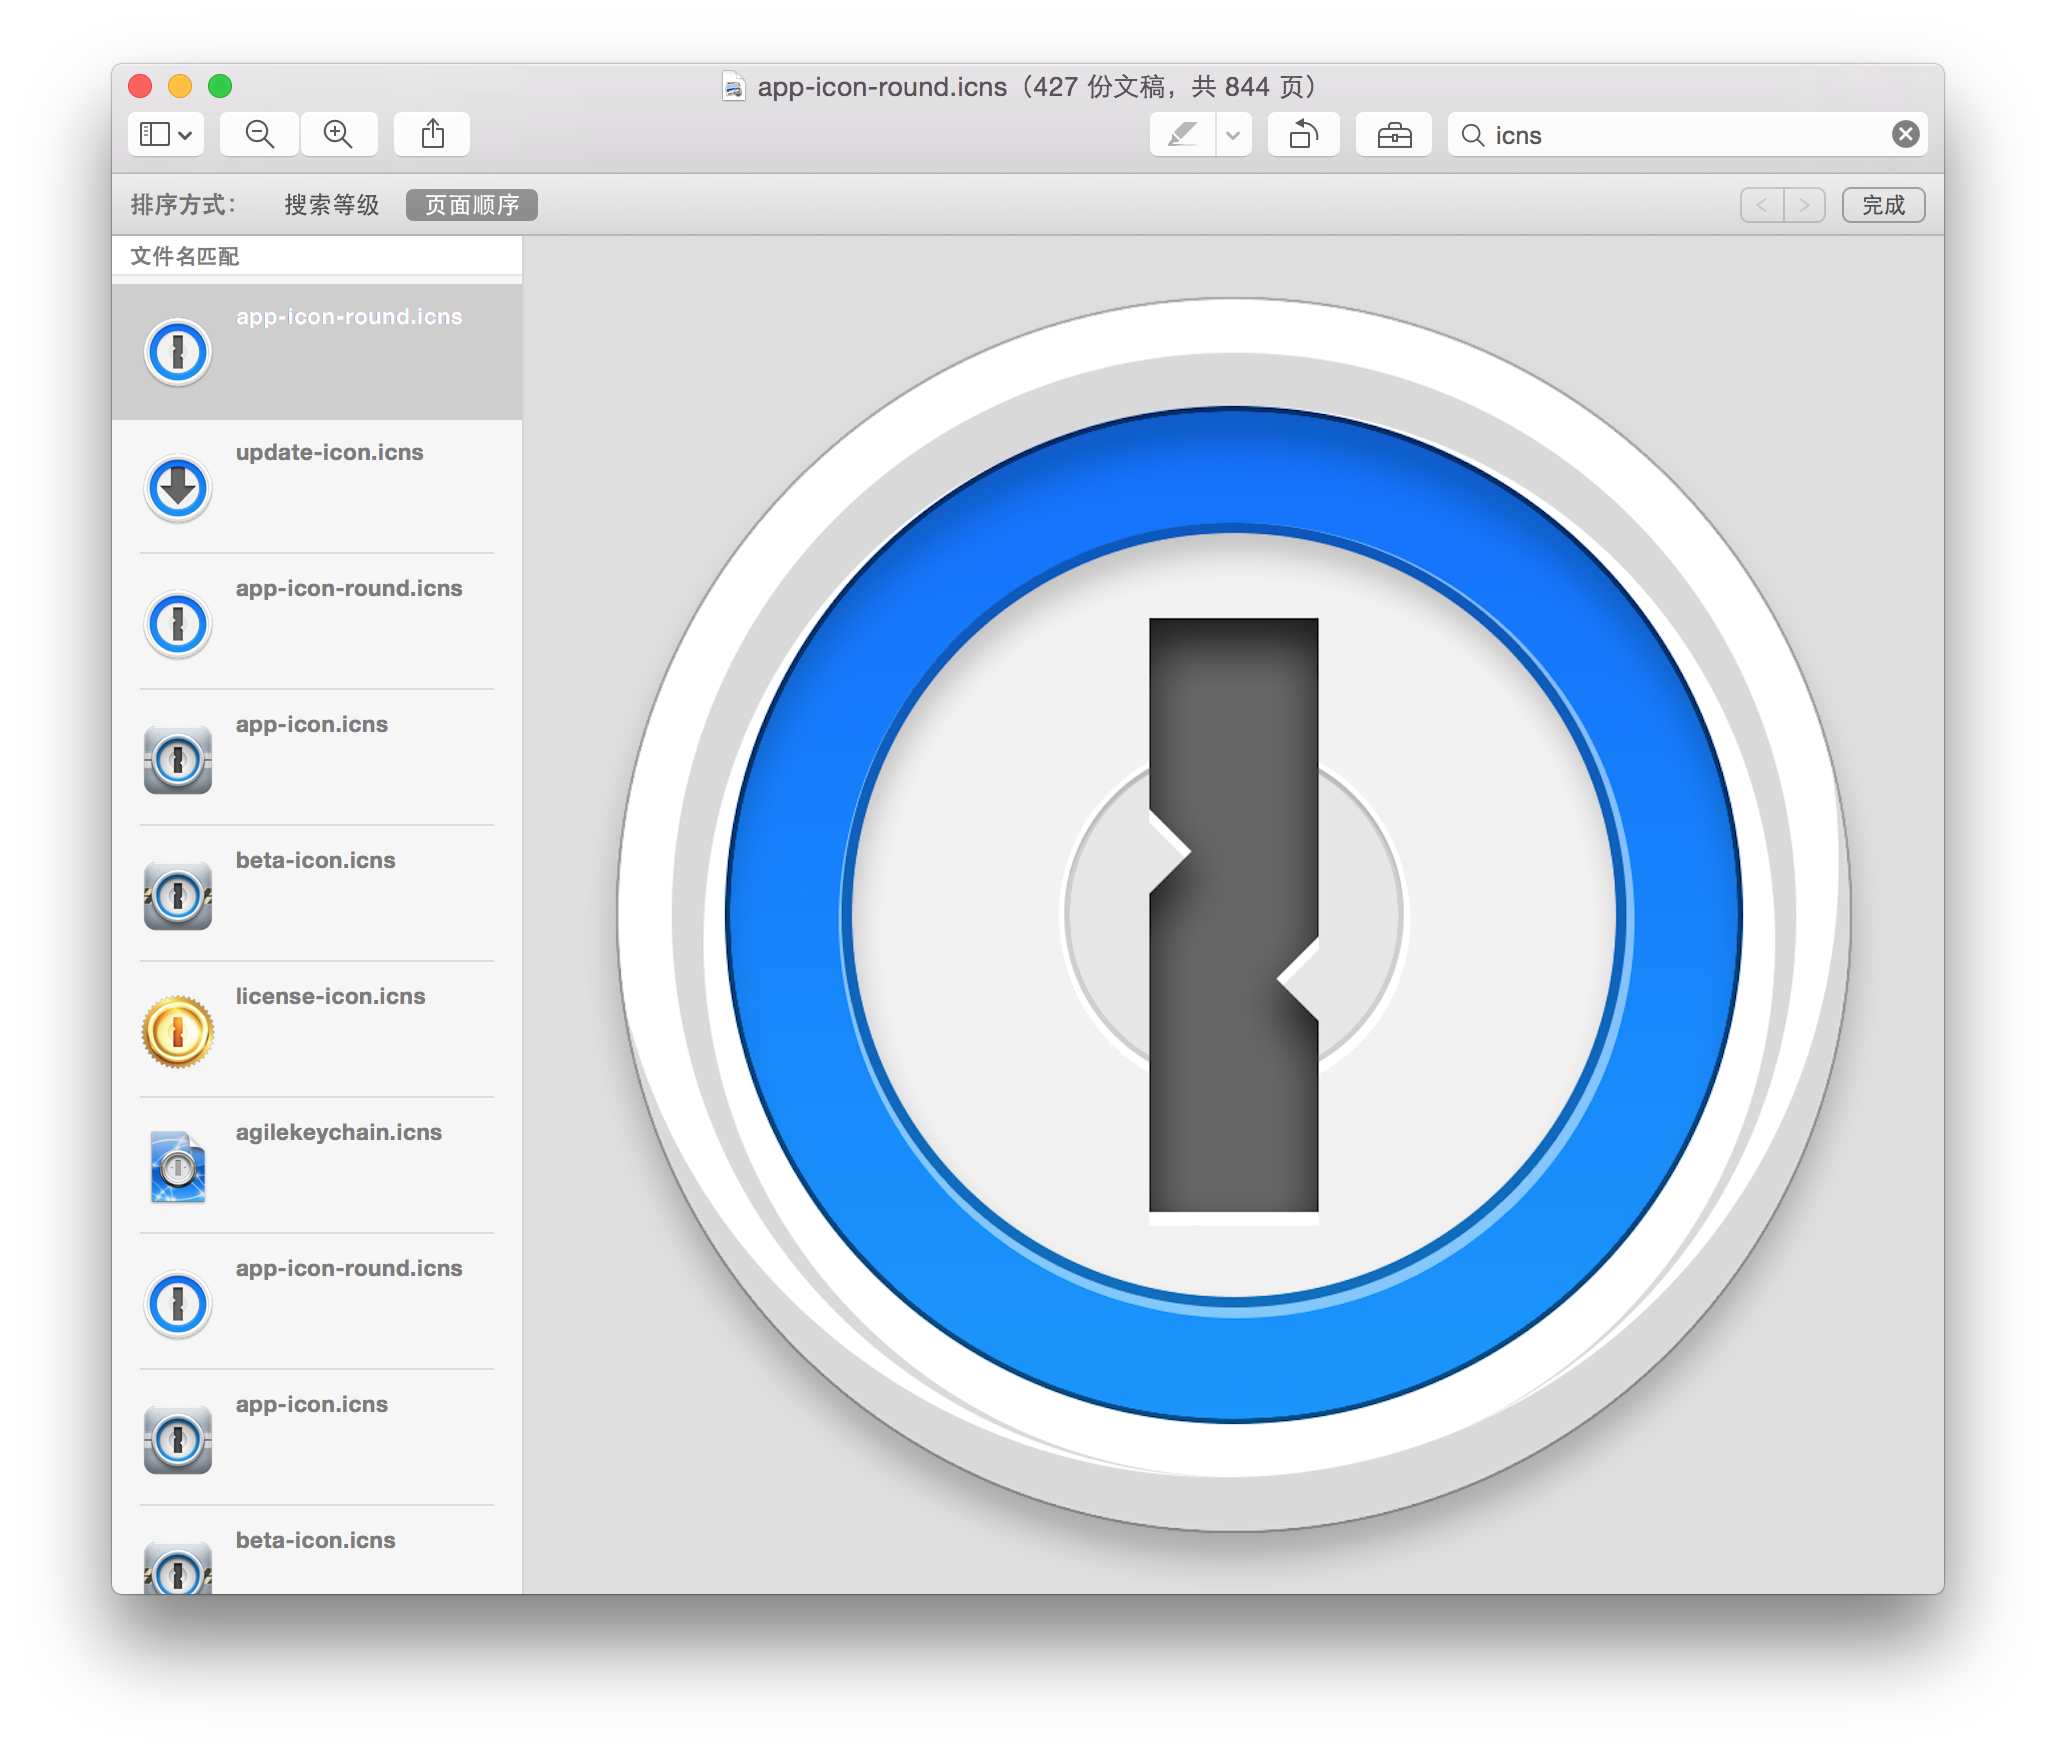 app-icon-round.icns（427 份文稿，共 844 页）
icns
排序方式： 搜索等级 页面顺序 完成
文件名匹配
app-icon-round.icns
update-icon.icns
app-icon-round.icns
app-icon.icns
beta-icon.icns
license-icon.icns
agilekeychain.icns
app-icon-round.icns
app-icon.icns
beta-icon.icns